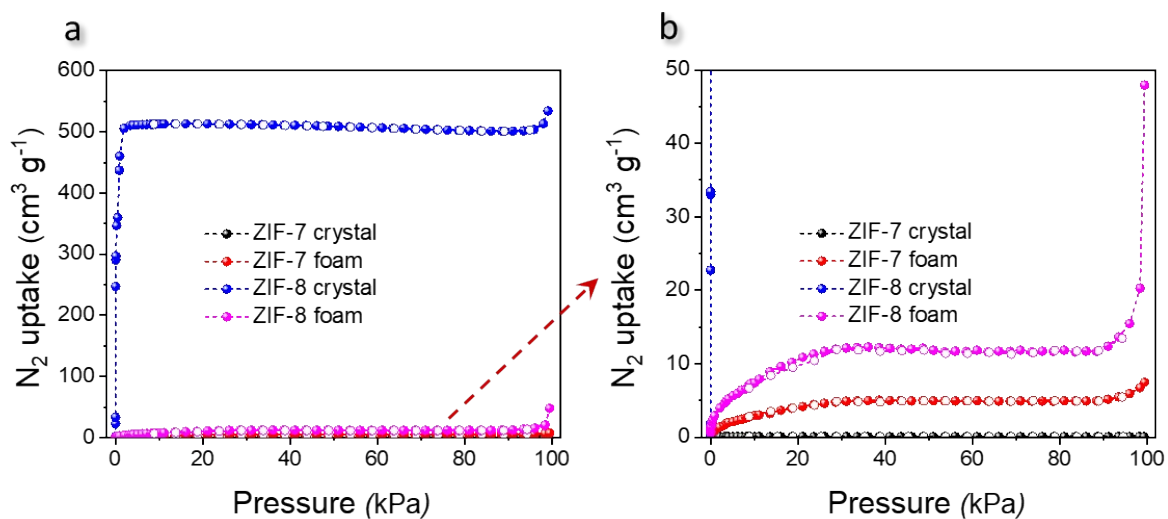 a
N₂ uptake (cm³ g⁻¹)
600
500
400
300
200
100
0
ZIF-7 crystal
ZIF-7 foam
ZIF-8 crystal
ZIF-8 foam
0 20 40 60 80 100
Pressure (kPa)
b
N₂ uptake (cm³ g⁻¹)
50
40
30
20
10
0
ZIF-7 crystal
ZIF-7 foam
ZIF-8 crystal
ZIF-8 foam
0 20 40 60 80 100
Pressure (kPa)